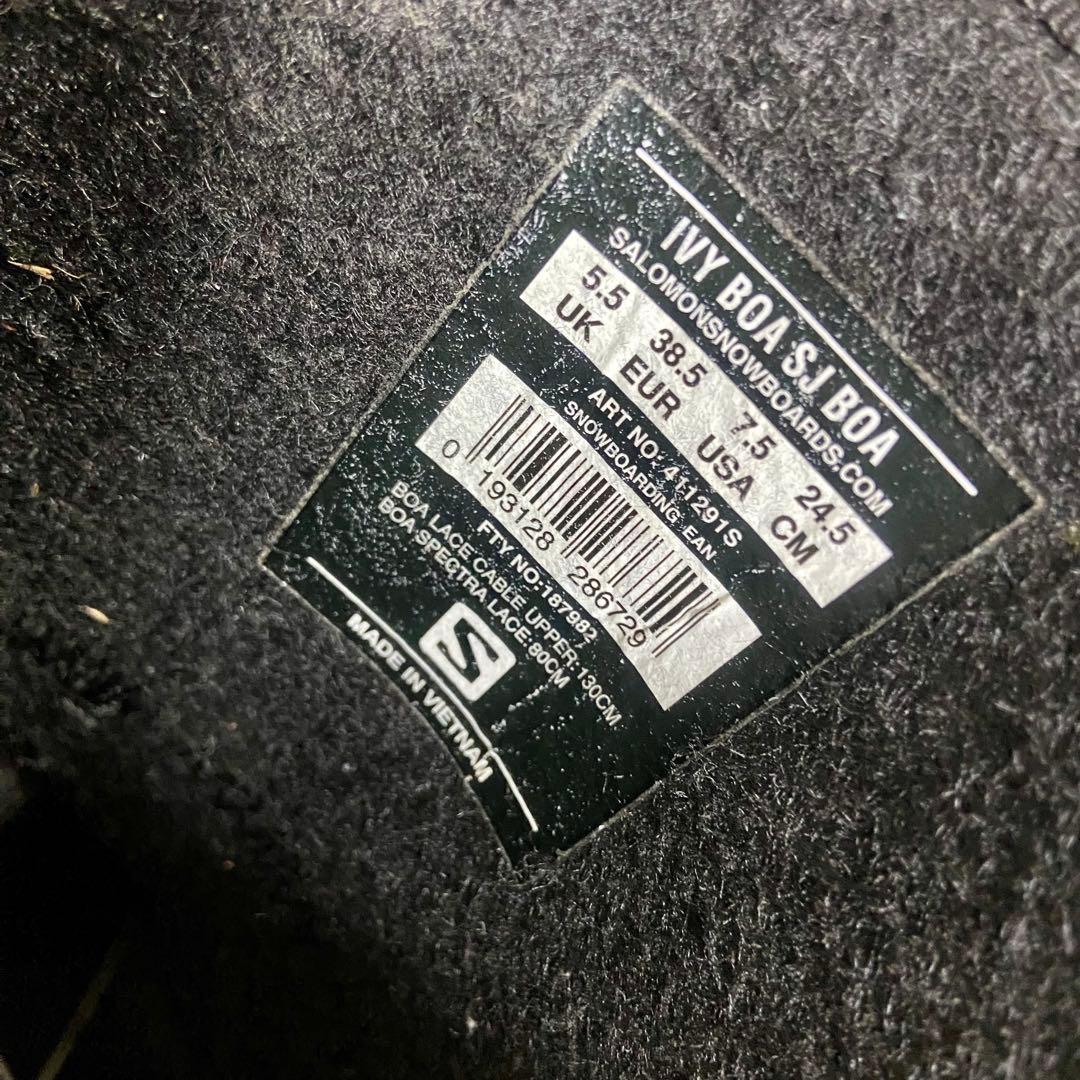 IVY BOA SJ BOA
SALOMONSNOWBOARDS.COM
5.5 38.5 7.5 24.5
UK EUR USA CM
ART NO: 411291S
SNOWBOARDING :EAN
0 193128 286729
FTY NO:187982
BOA LACE CABLE UPPER: 130CM
BOA SPECTRA LACE:80CM
S
MADE IN VIETNAM